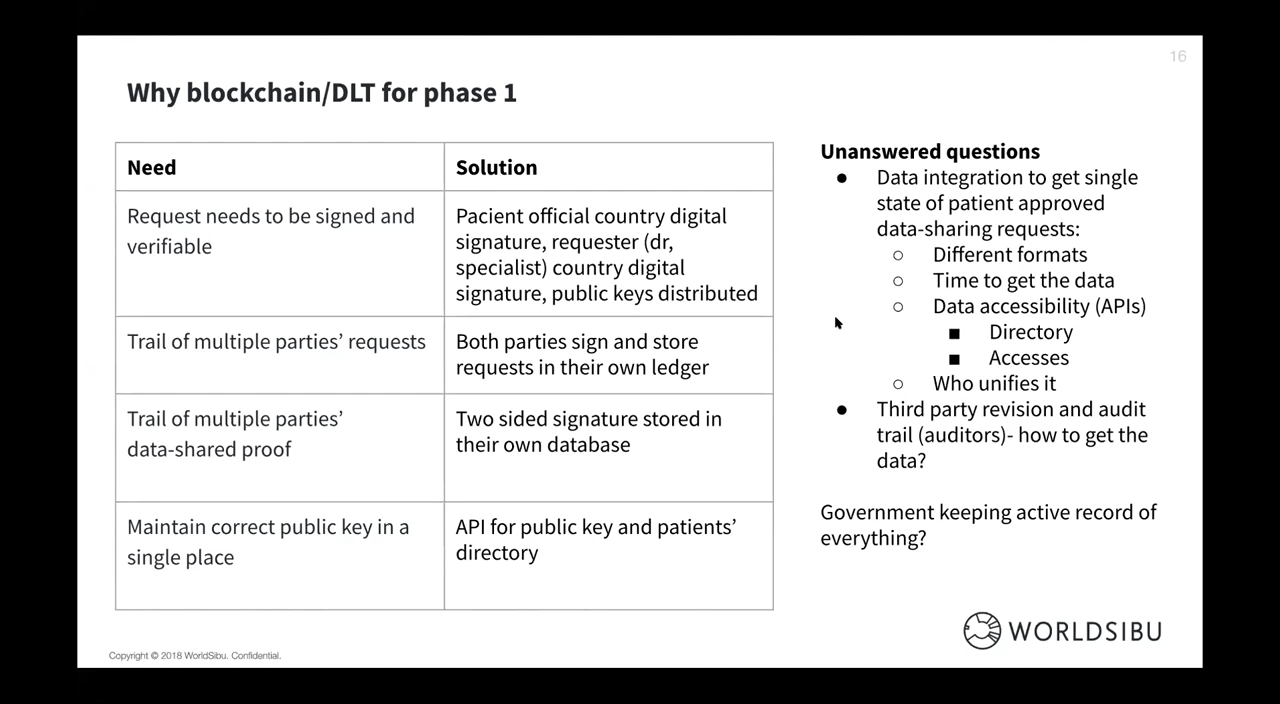 16
Why blockchain/DLT for phase 1
Need
Solution
Request needs to be signed and
verifiable
Pacient official country digital
signature, requester (dr,
specialist) country digital
signature, public keys distributed
Trail of multiple parties’ requests
Both parties sign and store
requests in their own ledger
Trail of multiple parties’
data-shared proof
Two sided signature stored in
their own database
Maintain correct public key in a
single place
API for public key and patients’
directory
Unanswered questions
● Data integration to get single
state of patient approved
data-sharing requests:
○ Different formats
○ Time to get the data
○ Data accessibility (APIs)
■ Directory
■ Accesses
○ Who unifies it
● Third party revision and audit
trail (auditors)- how to get the
data?
Government keeping active record of
everything?
WORLDSIBU
Copyright © 2018 WorldSibu. Confidential.